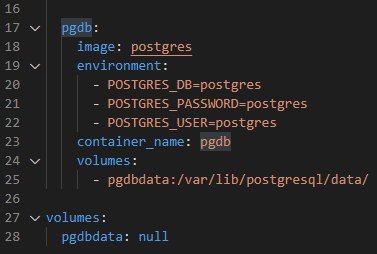 16
17 pgdb:
18 image: postgres
19 environment:
20 - POSTGRES_DB=postgres
21 - POSTGRES_PASSWORD=postgres
22 - POSTGRES_USER=postgres
23 container_name: pgdb
24 volumes:
25 - pgdbdata:/var/lib/postgresql/data/
26
27 volumes:
28 pgdbdata: null